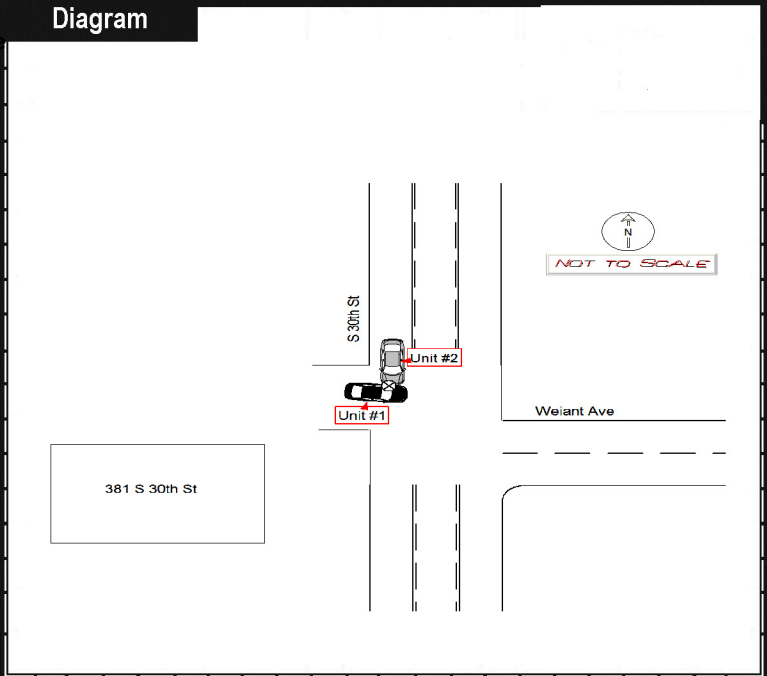 Diagram
N
NOT TO SCALE
S 30th St
Unit #2
Unit #1
Weiant Ave
381 S 30th St